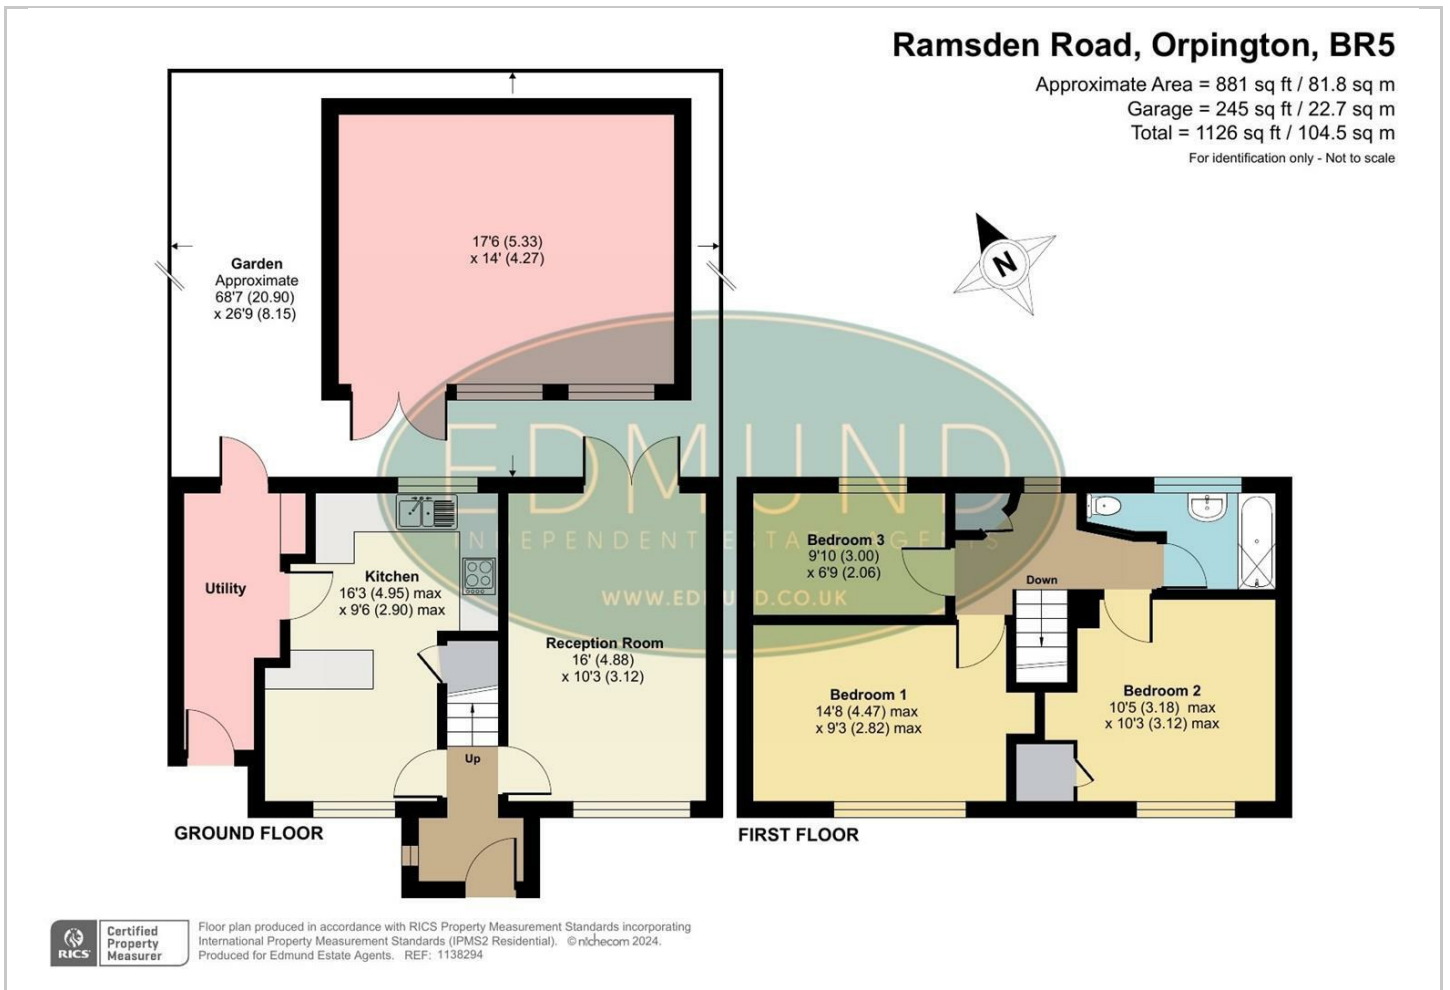 Ramsden Road, Orpington, BR5
Approximate Area = 881 sq ft / 81.8 sq m
Garage = 245 sq ft / 22.7 sq m
Total = 1126 sq ft / 104.5 sq m
For identification only - Not to scale
N
17'6 (5.33)
x 14' (4.27)
Garden
Approximate
68'7 (20.90)
x 26'9 (8.15)
EDMUND
INDEPENDENT ESTATE AGENTS
WWW.EDMUND.CO.UK
Utility
Kitchen
16'3 (4.95) max
x 9'6 (2.90) max
Reception Room
16' (4.88)
x 10'3 (3.12)
Up
GROUND FLOOR
Bedroom 3
9'10 (3.00)
x 6'9 (2.06)
Down
Bedroom 1
14'8 (4.47) max
x 9'3 (2.82) max
Bedroom 2
10'5 (3.18) max
x 10'3 (3.12) max
FIRST FLOOR
RICS
Certified
Property
Measurer
Floor plan produced in accordance with RICS Property Measurement Standards incorporating
International Property Measurement Standards (IPMS2 Residential). © nichecom 2024.
Produced for Edmund Estate Agents. REF: 1138294